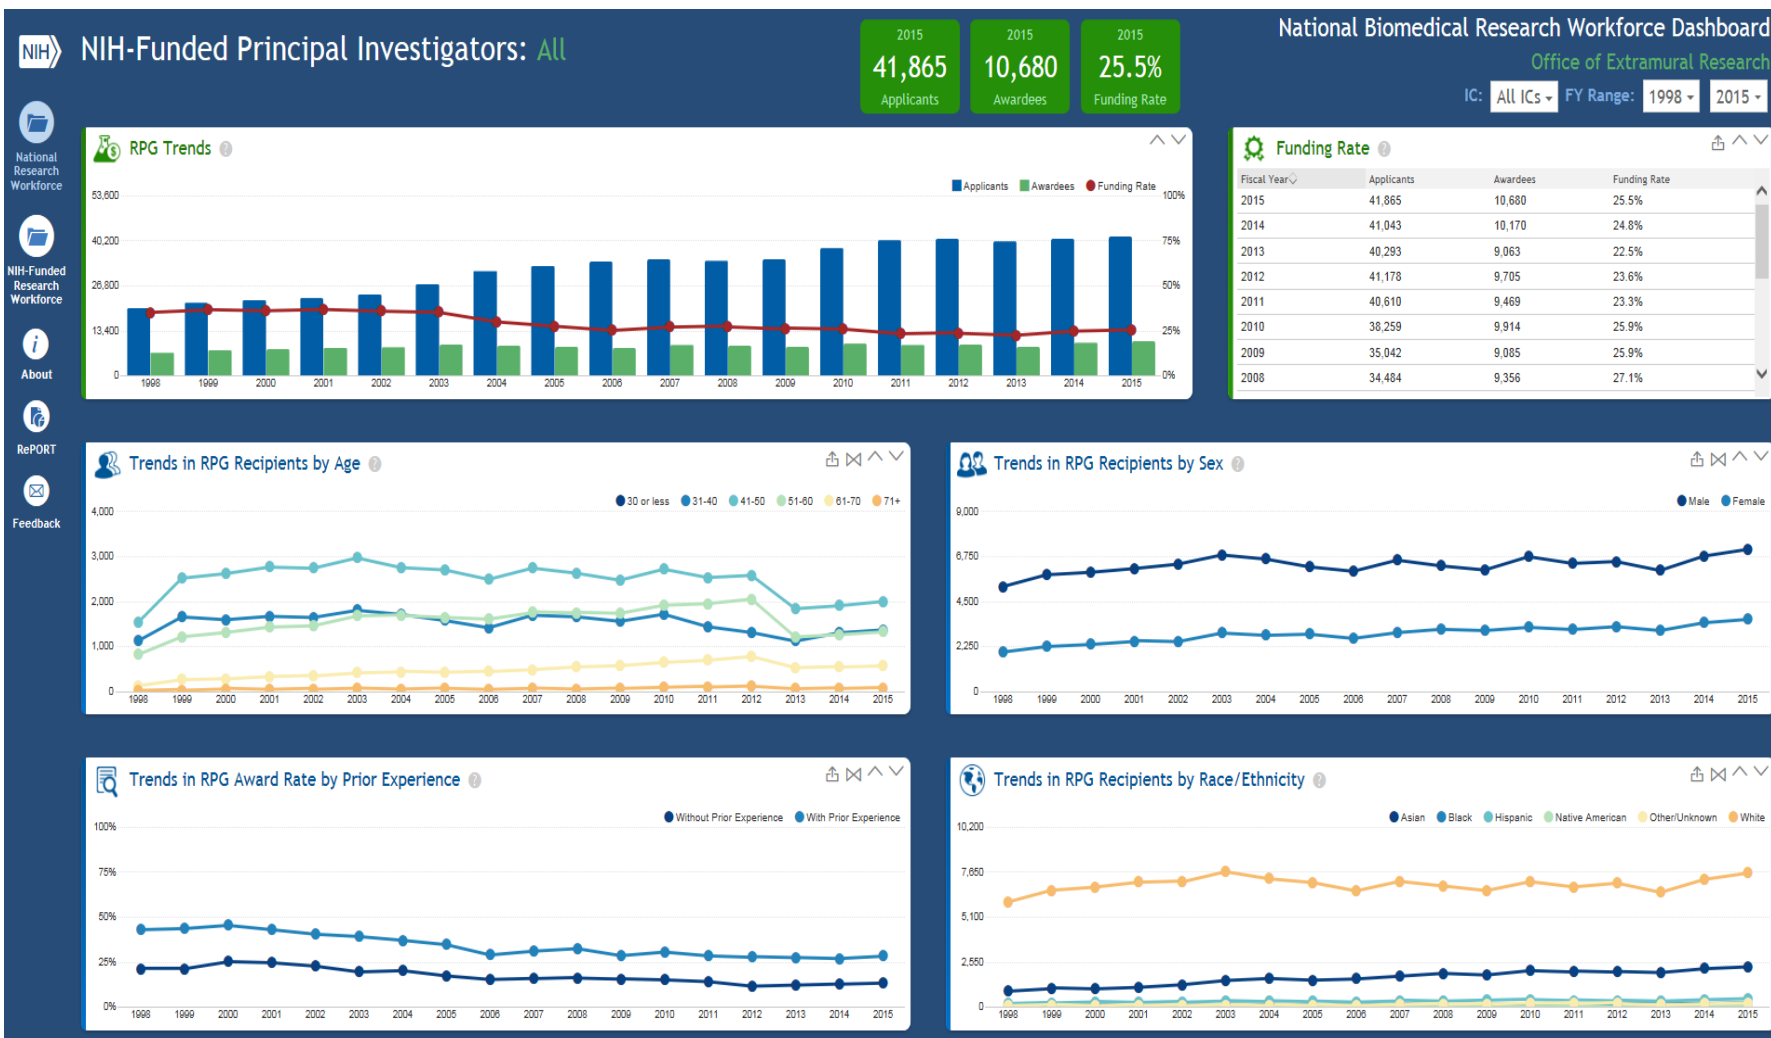 NIH
NIH-Funded Principal Investigators: All
2015
41,865
Applicants
2015
10,680
Awardees
2015
25.5%
Funding Rate
National Biomedical Research Workforce Dashboard
Office of Extramural Research
IC: All ICs FY Range: 1998 2015
National
Research
Workforce
NIH-Funded
Research
Workforce
i
About
RePORT
Feedback
RPG Trends ?
Applicants Awardees Funding Rate
53,600 100%
40,200 75%
26,800 50%
13,400 25%
0 0%
1998 1999 2000 2001 2002 2003 2004 2005 2006 2007 2008 2009 2010 2011 2012 2013 2014 2015
Funding Rate ?
Fiscal Year Applicants Awardees Funding Rate
2015 41,865 10,680 25.5%
2014 41,043 10,170 24.8%
2013 40,293 9,063 22.5%
2012 41,178 9,705 23.6%
2011 40,610 9,469 23.3%
2010 38,259 9,914 25.9%
2009 35,042 9,085 25.9%
2008 34,484 9,356 27.1%
Trends in RPG Recipients by Age ?
30 or less 31-40 41-50 51-60 61-70 71+
4,000
3,000
2,000
1,000
0
1998 1999 2000 2001 2002 2003 2004 2005 2006 2007 2008 2009 2010 2011 2012 2013 2014 2015
Trends in RPG Recipients by Sex ?
Male Female
9,000
6,750
4,500
2,250
0
1998 1999 2000 2001 2002 2003 2004 2005 2006 2007 2008 2009 2010 2011 2012 2013 2014 2015
Trends in RPG Award Rate by Prior Experience ?
Without Prior Experience With Prior Experience
100%
75%
50%
25%
0%
1998 1999 2000 2001 2002 2003 2004 2005 2006 2007 2008 2009 2010 2011 2012 2013 2014 2015
Trends in RPG Recipients by Race/Ethnicity ?
Asian Black Hispanic Native American Other/Unknown White
10,200
7,650
5,100
2,550
0
1998 1999 2000 2001 2002 2003 2004 2005 2006 2007 2008 2009 2010 2011 2012 2013 2014 2015